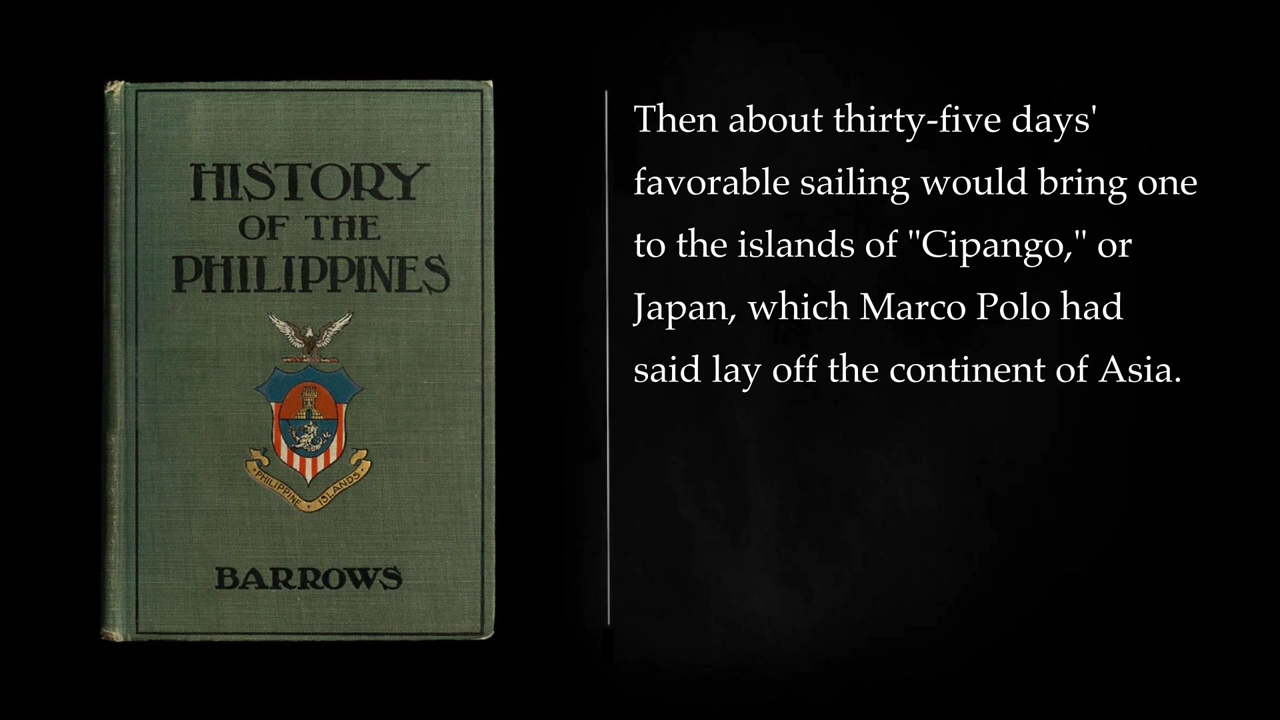 HISTORY
OF THE
PHILIPPINES
PHILIPPINE ISLANDS
BARROWS
Then about thirty-five days'
favorable sailing would bring one
to the islands of "Cipango," or
Japan, which Marco Polo had
said lay off the continent of Asia.